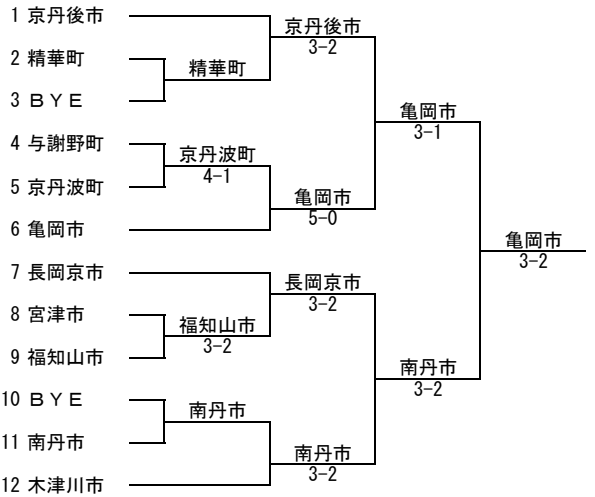 1 京丹後市
京丹後市
3-2
2 精華町
精華町
3 ＢＹＥ
亀岡市
3-1
4 与謝野町
京丹波町
4-1
5 京丹波町
亀岡市
5-0
6 亀岡市
亀岡市
3-2
7 長岡京市
長岡京市
3-2
8 宮津市
福知山市
3-2
9 福知山市
南丹市
3-2
10 ＢＹＥ
南丹市
11 南丹市
南丹市
3-2
12 木津川市